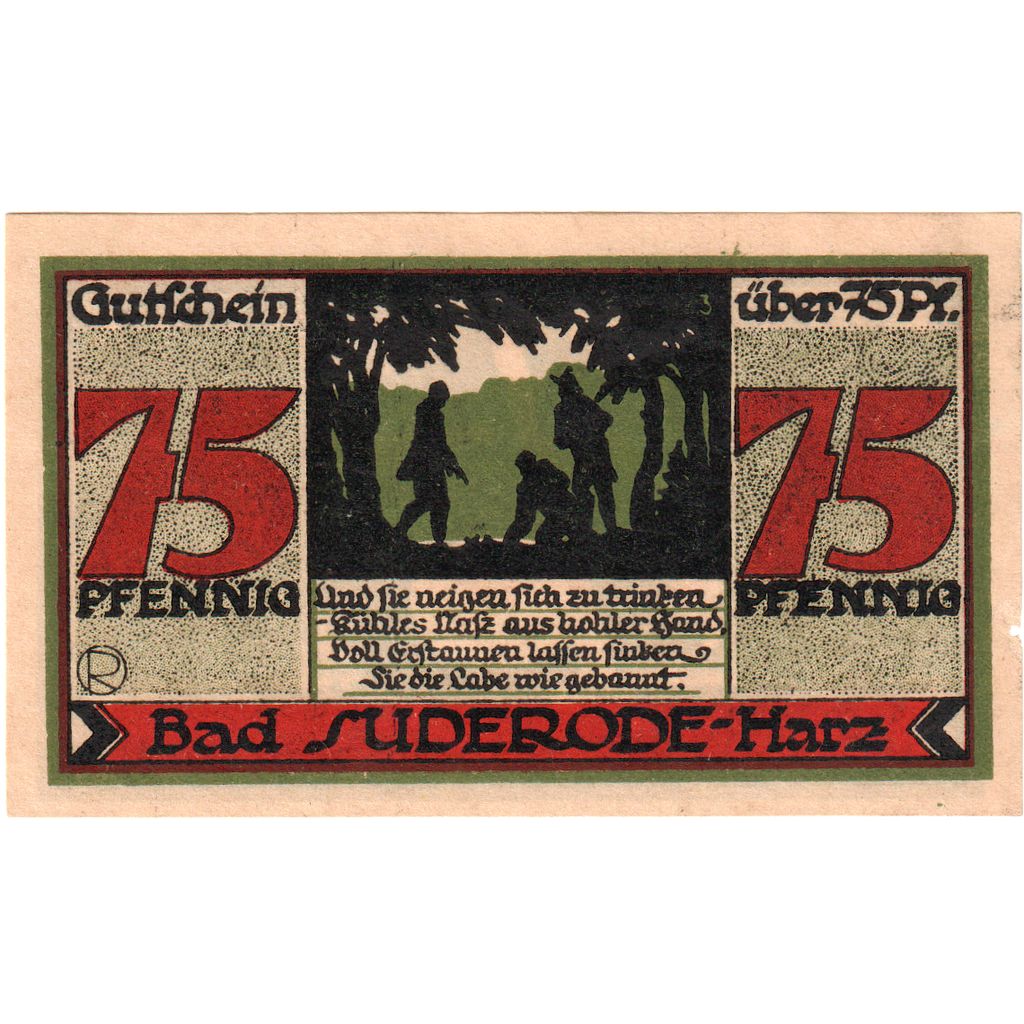 Gutschein
über 75 Pf.
3
75
PFENNIG
75
PFENNIG
Und sie neigen sich zu trinken
Kühles Naß aus hohler Hand,
Voll Erstaunen lassen sinken
Sie die Labe wie gebannt.
R
Bad SUDERODE-Harz